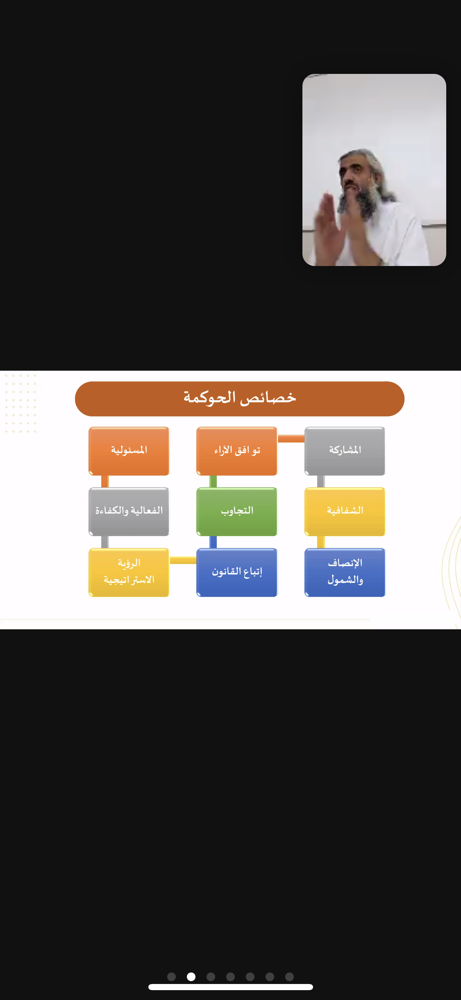 خصائص الحوكمة
المشاركة
توافق الآراء
المسئولية
الشفافية
التجاوب
الفعالية والكفاءة
الإنصاف
والشمول
إتباع القانون
الرؤية
الاستراتيجية